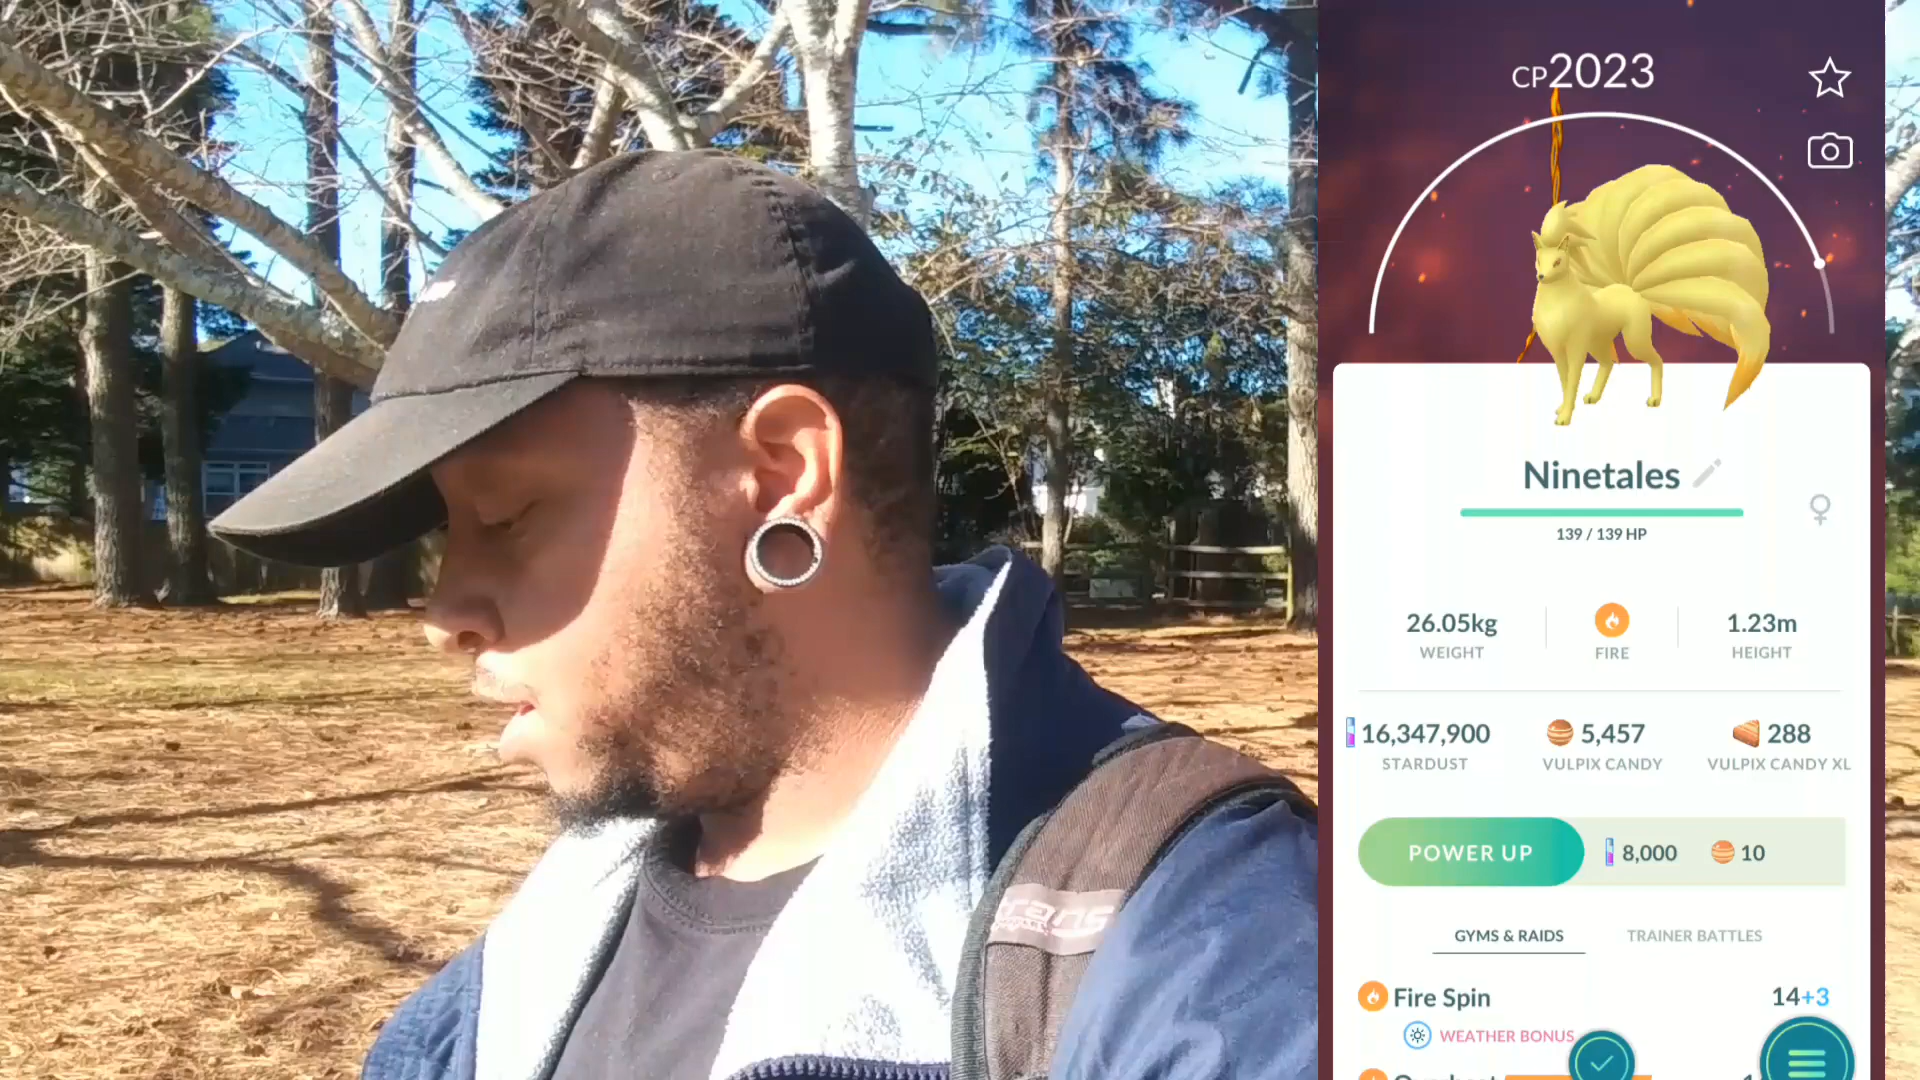 CP2023
Ninetales
139 / 139 HP
26.05kg
WEIGHT
FIRE
1.23m
HEIGHT
16,347,900
STARDUST
5,457
VULPIX CANDY
288
VULPIX CANDY XL
POWER UP
8,000
10
GYMS & RAIDS
TRAINER BATTLES
Fire Spin
14+3
WEATHER BONUS
trans